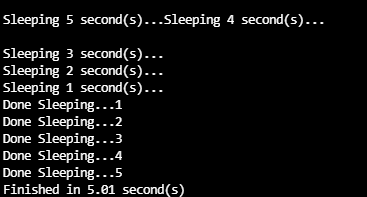 Sleeping 5 second(s)...Sleeping 4 second(s)...
Sleeping 3 second(s)...
Sleeping 2 second(s)...
Sleeping 1 second(s)...
Done Sleeping...1
Done Sleeping...2
Done Sleeping...3
Done Sleeping...4
Done Sleeping...5
Finished in 5.01 second(s)